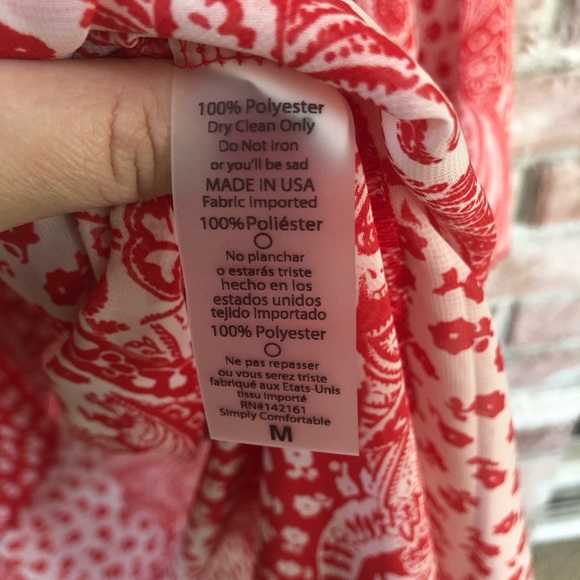 100% Polyester
Dry Clean Only
Do Not Iron
or you'll be sad
MADE IN USA
Fabric Imported
100%Poliéster
No planchar
o estarás triste
hecho en los
estados unidos
tejido importado
100% Polyester
Ne pas repasser
ou vous serez triste
fabriqué aux Etats-Unis
tissu importé
RN#142161
Simply Comfortable
M